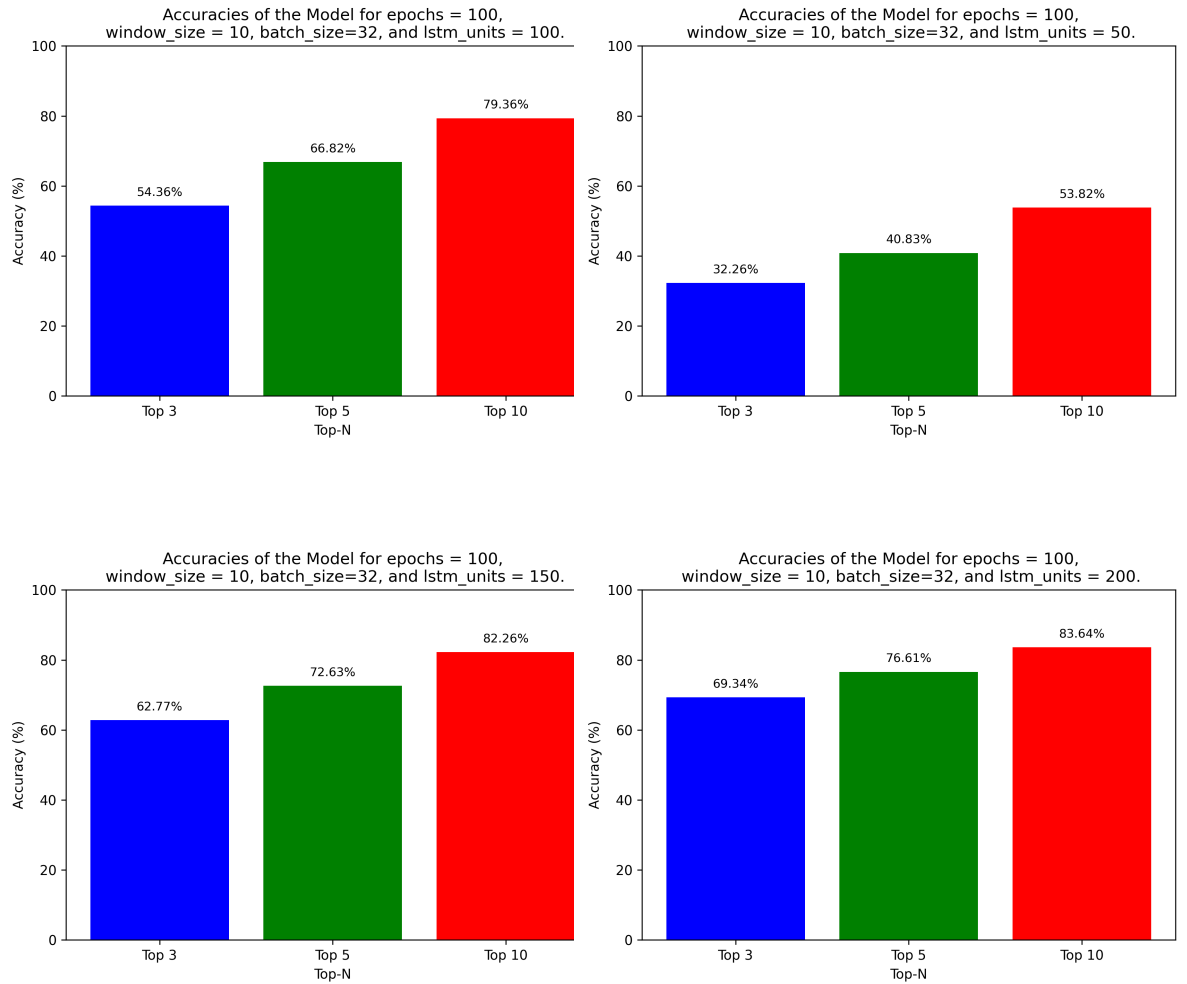 Accuracies of the Model for epochs = 100,
window_size = 10, batch_size=32, and lstm_units = 100.
100
80
60
40
20
0
Accuracy (%)
54.36%
66.82%
79.36%
Top 3
Top 5
Top 10
Top-N
Accuracies of the Model for epochs = 100,
window_size = 10, batch_size=32, and lstm_units = 50.
100
80
60
40
20
0
Accuracy (%)
32.26%
40.83%
53.82%
Top 3
Top 5
Top 10
Top-N
Accuracies of the Model for epochs = 100,
window_size = 10, batch_size=32, and lstm_units = 150.
100
80
60
40
20
0
Accuracy (%)
62.77%
72.63%
82.26%
Top 3
Top 5
Top 10
Top-N
Accuracies of the Model for epochs = 100,
window_size = 10, batch_size=32, and lstm_units = 200.
100
80
60
40
20
0
Accuracy (%)
69.34%
76.61%
83.64%
Top 3
Top 5
Top 10
Top-N